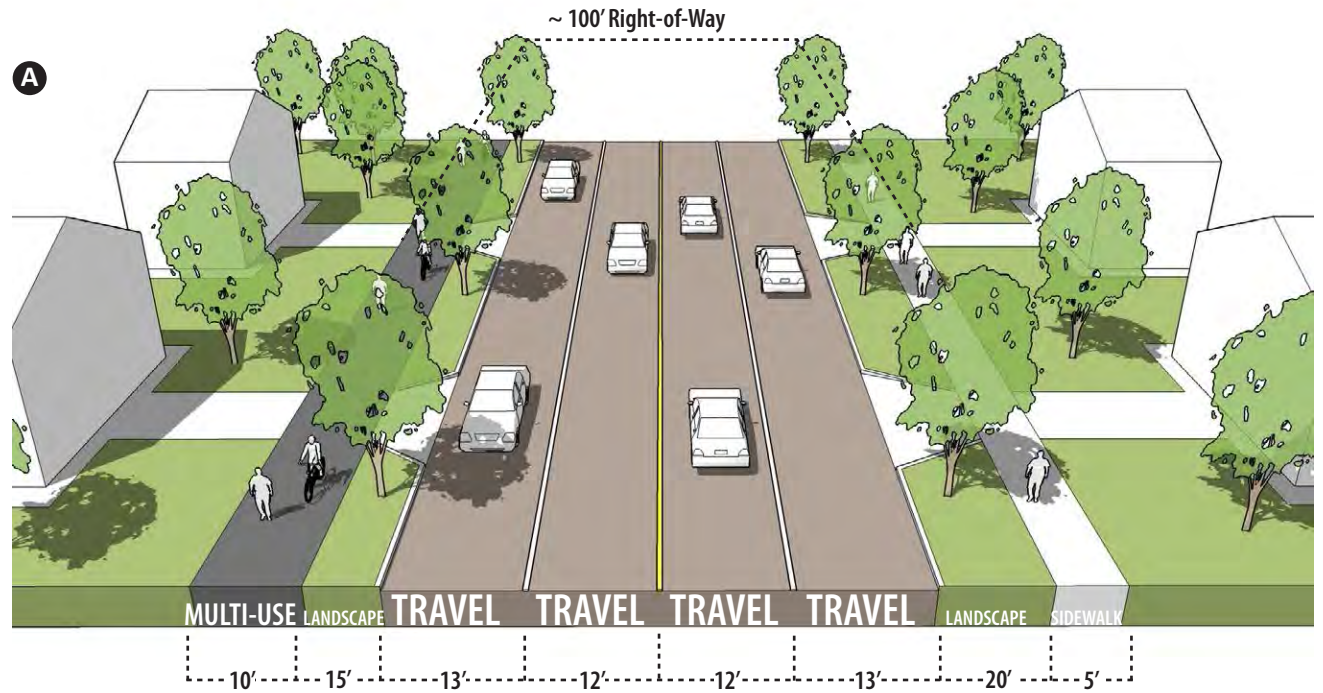 ~ 100' Right-of-Way
A
MULTI-USE LANDSCAPE TRAVEL TRAVEL TRAVEL TRAVEL LANDSCAPE SIDEWALK
10' 15' 13' 12' 12' 13' 20' 5'